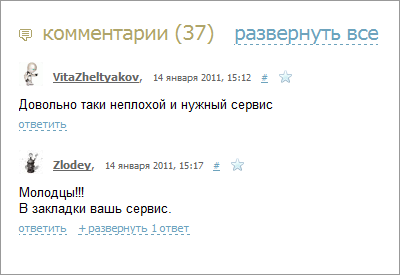 комментарии (37) развернуть все
VitaZheltyakov, 14 января 2011, 15:12 #
Довольно таки неплохой и нужный сервис
ответить
Zlodey, 14 января 2011, 15:17 #
Молодцы!!!
В закладки вашь сервис.
ответить + развернуть 1 ответ